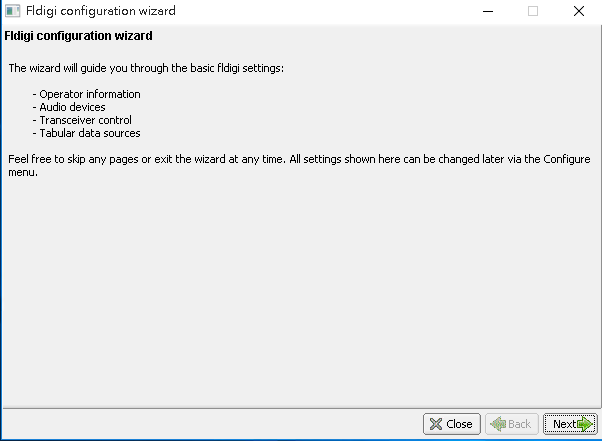 Fldigi configuration wizard
Fldigi configuration wizard
The wizard will guide you through the basic fldigi settings:
- Operator information
- Audio devices
- Transceiver control
- Tabular data sources
Feel free to skip any pages or exit the wizard at any time. All settings shown here can be changed later via the Configure
menu.
Close Back Next